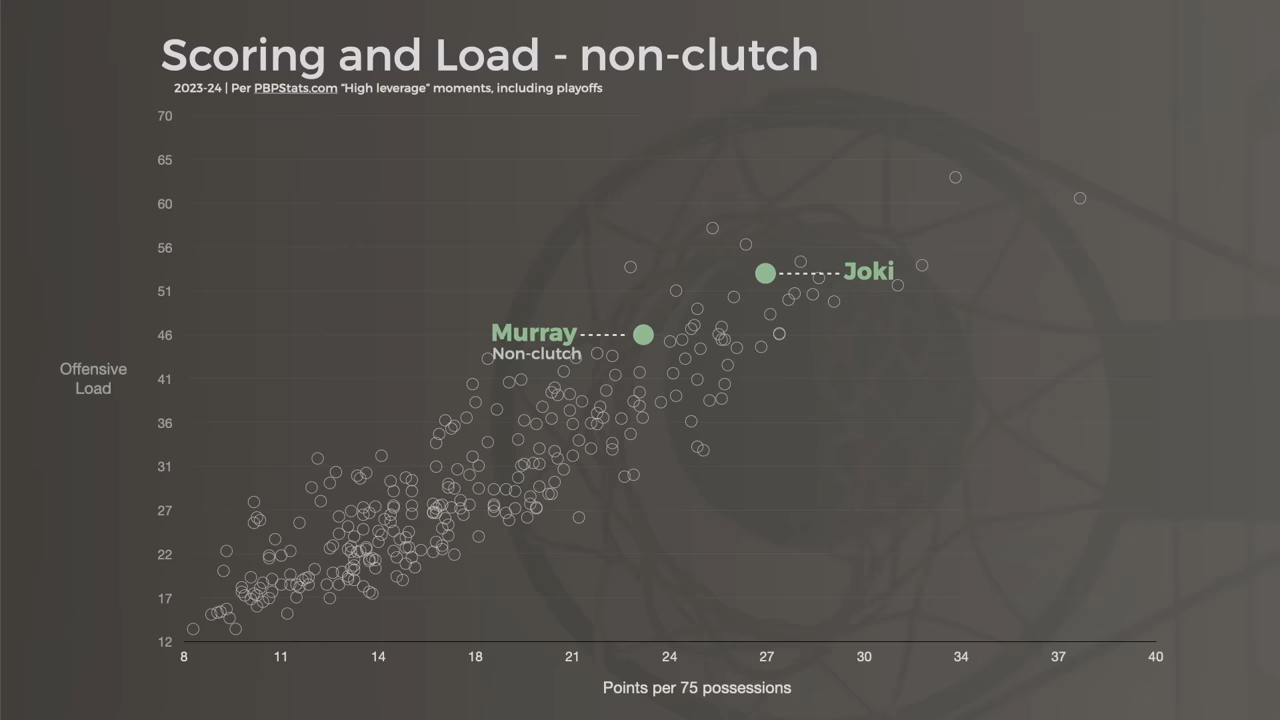 Scoring and Load - non-clutch
2023-24 | Per PBPStats.com "High leverage" moments, including playoffs
70
65
60
56
51
46
41
36
31
27
22
17
12
Offensive
Load
Joki
Murray
Non-clutch
8 11 14 18 21 24 27 30 34 37 40
Points per 75 possessions